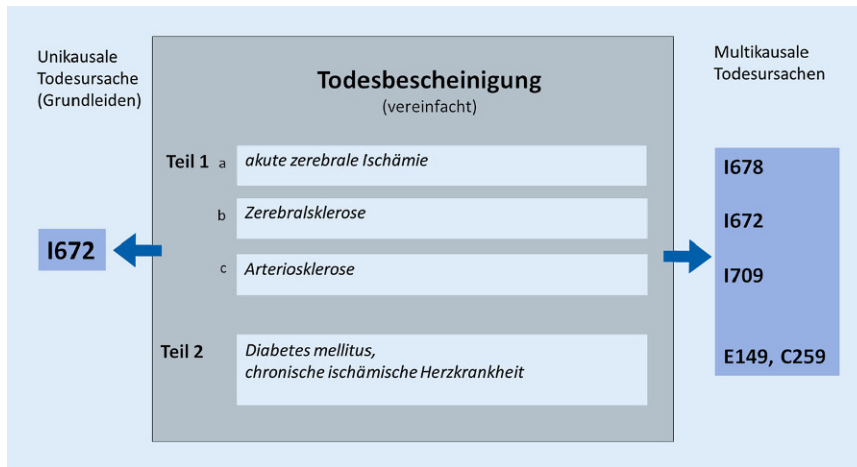 Unikausale
Todesursache
(Grundleiden)
I672
Todesbescheinigung
(vereinfacht)
Teil 1 a akute zerebrale Ischämie
b Zerebralsklerose
c Arteriosklerose
Teil 2 Diabetes mellitus,
chronische ischämische Herzkrankheit
Multikausale
Todesursachen
I678
I672
I709
E149, C259